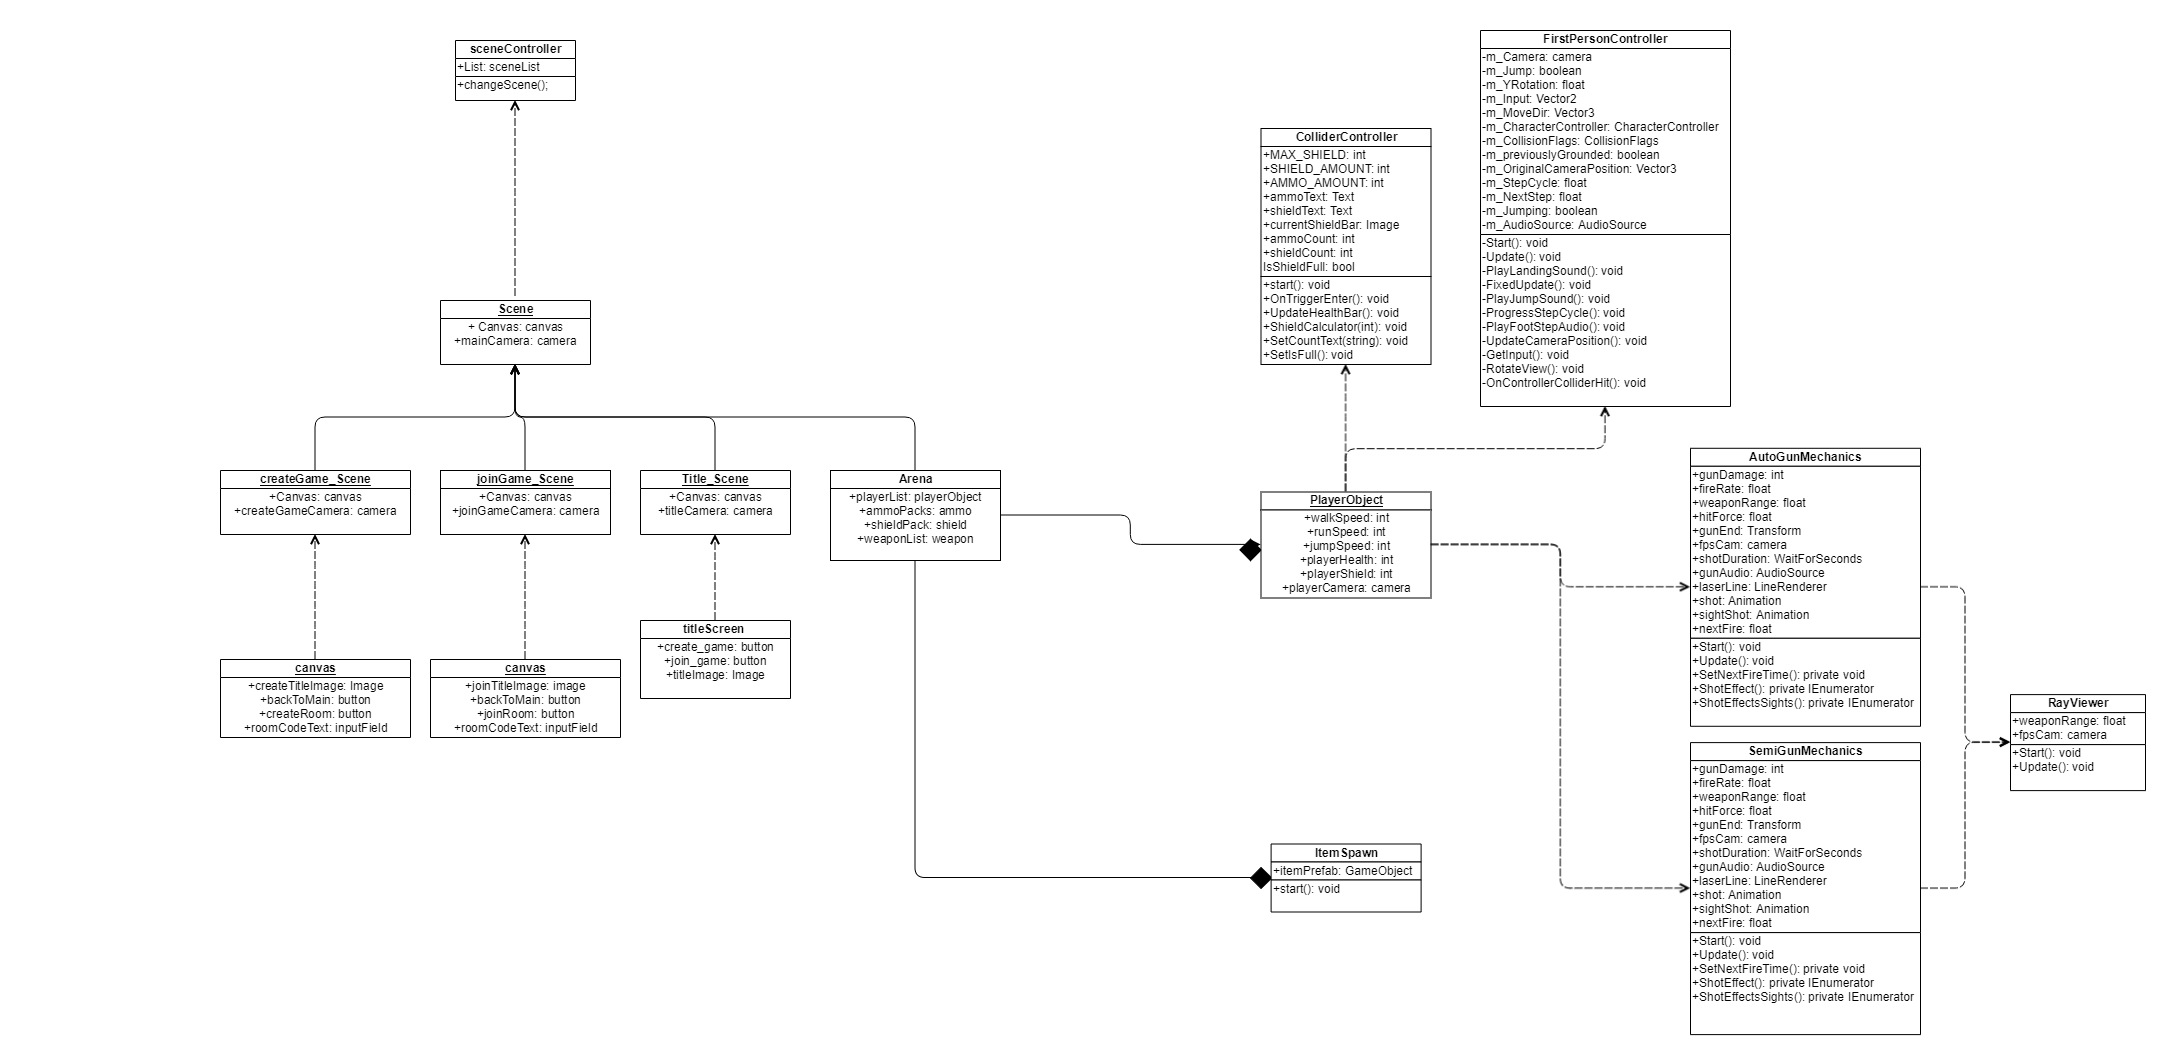 sceneController
+List: sceneList
+changeScene();
Scene
+ Canvas: canvas
+mainCamera: camera
createGame_Scene
+Canvas: canvas
+createGameCamera: camera
joinGame_Scene
+Canvas: canvas
+joinGameCamera: camera
Title_Scene
+Canvas: canvas
+titleCamera: camera
Arena
+playerList: playerObject
+ammoPacks: ammo
+shieldPack: shield
+weaponList: weapon
canvas
+createTitleImage: Image
+backToMain: button
+createRoom: button
+roomCodeText: inputField
canvas
+joinTitleImage: image
+backToMain: button
+joinRoom: button
+roomCodeText: inputField
titleScreen
+create_game: button
+join_game: button
+titleImage: Image
ColliderController
+MAX_SHIELD: int
+SHIELD_AMOUNT: int
+AMMO_AMOUNT: int
+ammoText: Text
+shieldText: Text
+currentShieldBar: Image
+ammoCount: int
+shieldCount: int
IsShieldFull: bool
+start(): void
+OnTriggerEnter(): void
+UpdateHealthBar(): void
+ShieldCalculator(int): void
+SetCountText(string): void
+SetIsFull(): void
FirstPersonController
-m_Camera: camera
-m_Jump: boolean
-m_YRotation: float
-m_Input: Vector2
-m_MoveDir: Vector3
-m_CharacterController: CharacterController
-m_CollisionFlags: CollisionFlags
-m_previouslyGrounded: boolean
-m_OriginalCameraPosition: Vector3
-m_StepCycle: float
-m_NextStep: float
-m_Jumping: boolean
-m_AudioSource: AudioSource
-Start(): void
-Update(): void
-PlayLandingSound(): void
-FixedUpdate(): void
-PlayJumpSound(): void
-ProgressStepCycle(): void
-PlayFootStepAudio(): void
-UpdateCameraPosition(): void
-GetInput(): void
-RotateView(): void
-OnControllerColliderHit(): void
PlayerObject
+walkSpeed: int
+runSpeed: int
+jumpSpeed: int
+playerHealth: int
+playerShield: int
+playerCamera: camera
ItemSpawn
+itemPrefab: GameObject
+start(): void
AutoGunMechanics
+gunDamage: int
+fireRate: float
+weaponRange: float
+hitForce: float
+gunEnd: Transform
+fpsCam: camera
+shotDuration: WaitForSeconds
+gunAudio: AudioSource
+laserLine: LineRenderer
+shot: Animation
+sightShot: Animation
+nextFire: float
+Start(): void
+Update(): void
+SetNextFireTime(): private void
+ShotEffect(): private IEnumerator
+ShotEffectsSights(): private IEnumerator
SemiGunMechanics
+gunDamage: int
+fireRate: float
+weaponRange: float
+hitForce: float
+gunEnd: Transform
+fpsCam: camera
+shotDuration: WaitForSeconds
+gunAudio: AudioSource
+laserLine: LineRenderer
+shot: Animation
+sightShot: Animation
+nextFire: float
+Start(): void
+Update(): void
+SetNextFireTime(): private void
+ShotEffect(): private IEnumerator
+ShotEffectsSights(): private IEnumerator
RayViewer
+weaponRange: float
+fpsCam: camera
+Start(): void
+Update(): void